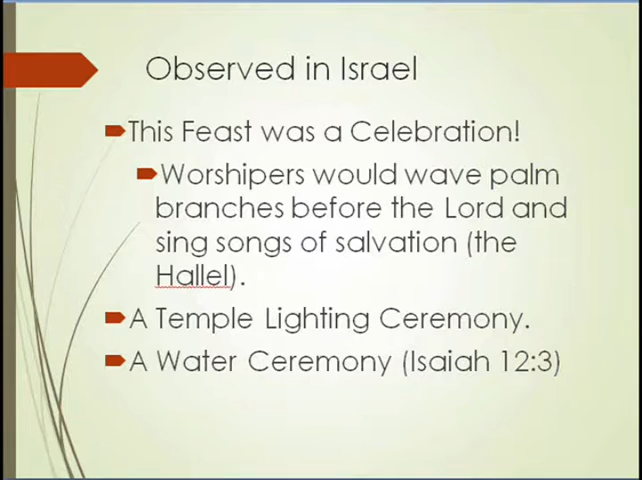 Observed in Israel
This Feast was a Celebration!
Worshipers would wave palm
branches before the Lord and
sing songs of salvation (the
Hallel).
A Temple Lighting Ceremony.
A Water Ceremony (Isaiah 12:3)